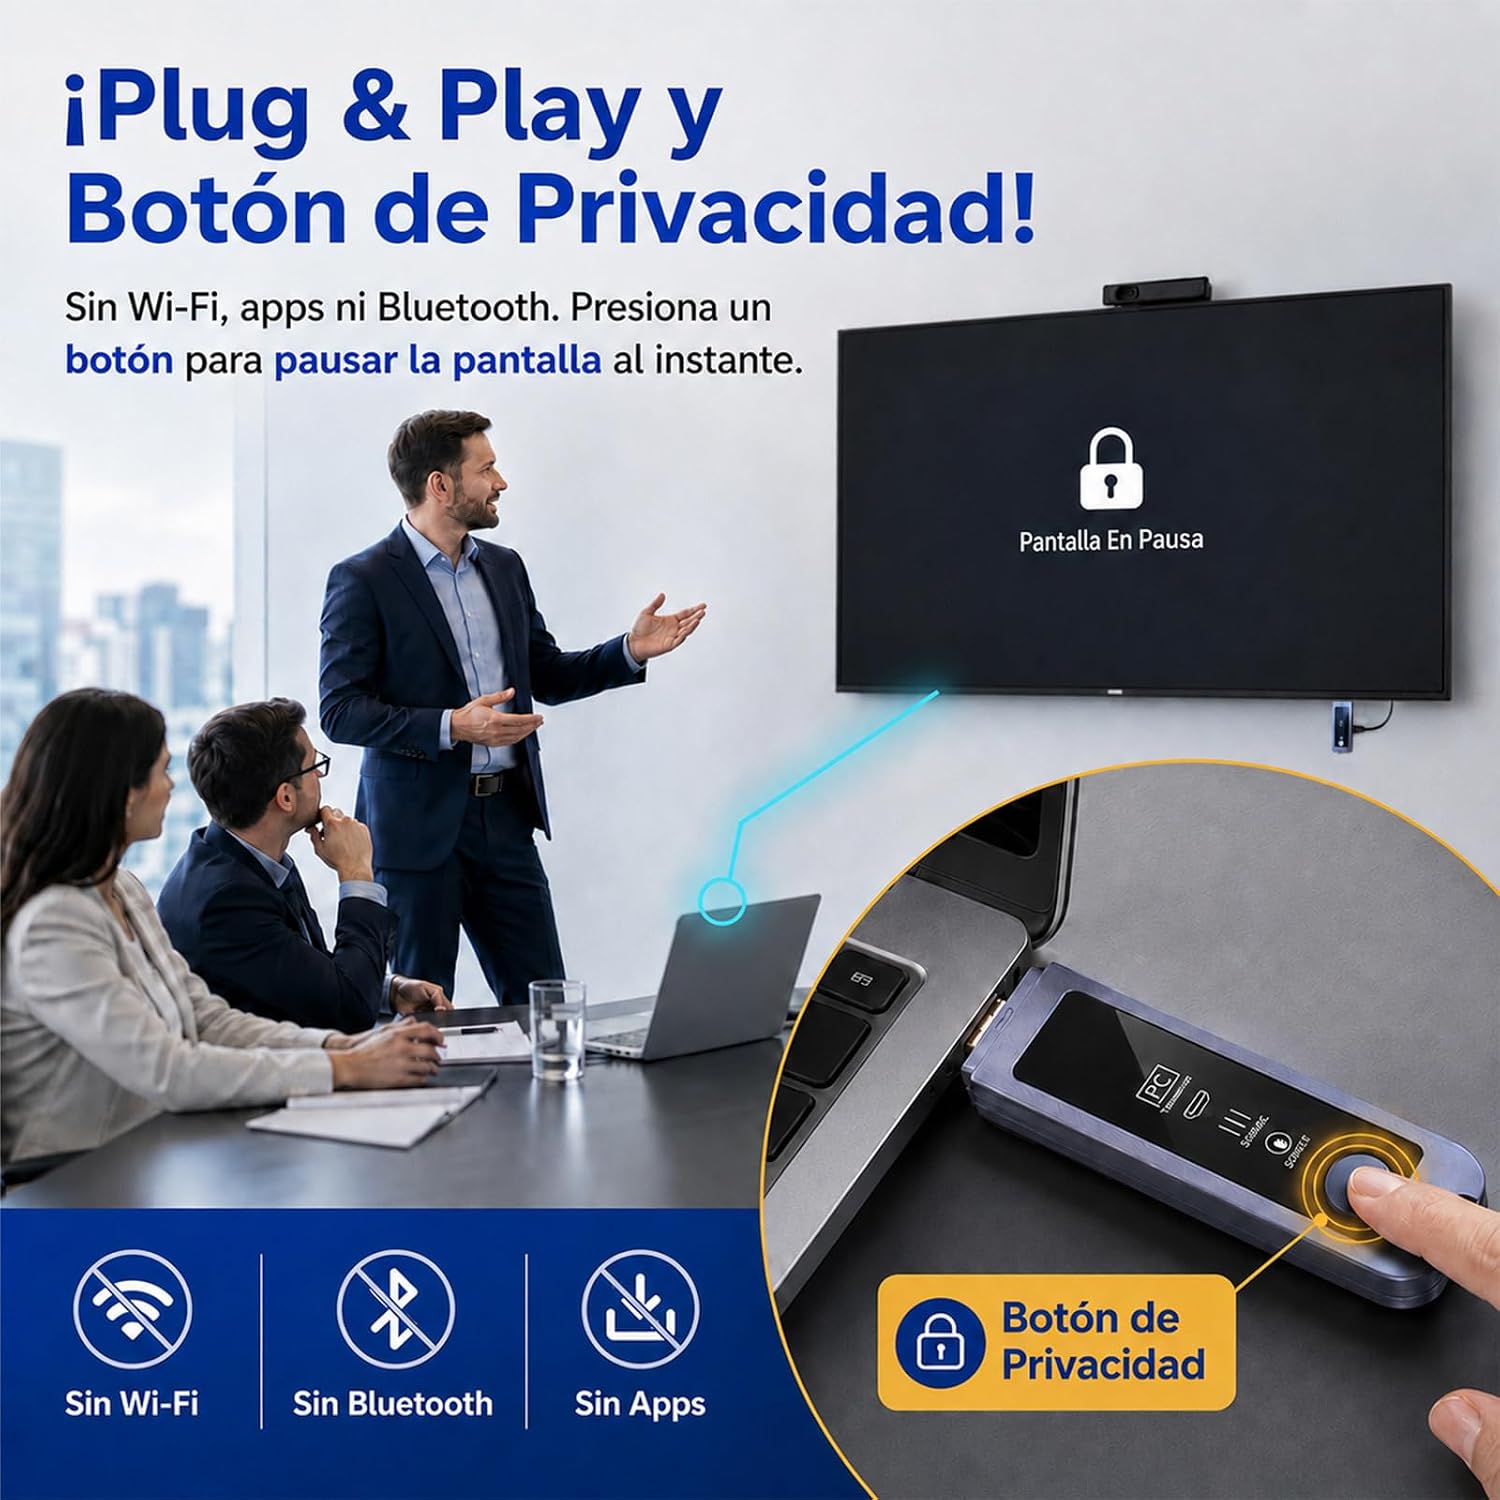 ¡Plug & Play y
Botón de Privacidad!
Sin Wi-Fi, apps ni Bluetooth. Presiona un
botón para pausar la pantalla al instante.
Pantalla En Pausa
PC
Botón de
Privacidad
Sin Wi-Fi
Sin Bluetooth
Sin Apps